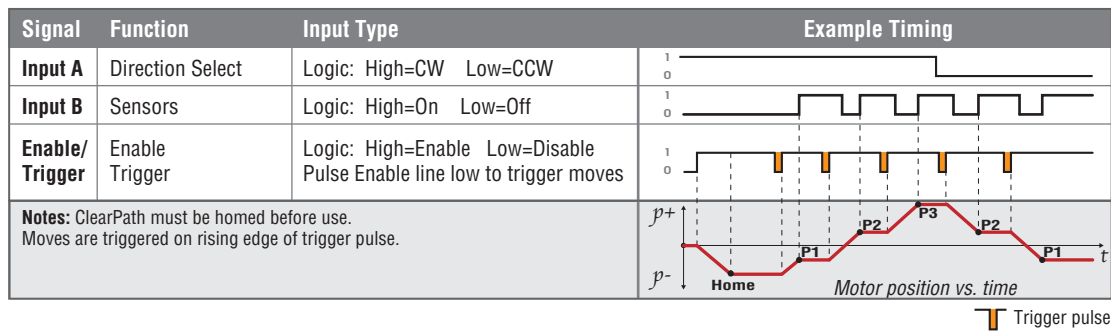 Signal Function Input Type Example Timing
Input A Direction Select Logic: High=CW Low=CCW 1 0
Input B Sensors Logic: High=On Low=Off 1 0
Enable/ Enable Logic: High=Enable Low=Disable 1
Trigger Trigger Pulse Enable line low to trigger moves 0
Notes: ClearPath must be homed before use.
Moves are triggered on rising edge of trigger pulse.
p+ P3
P2 P2
P1 P1 t
p- Home Motor position vs. time
Trigger pulse